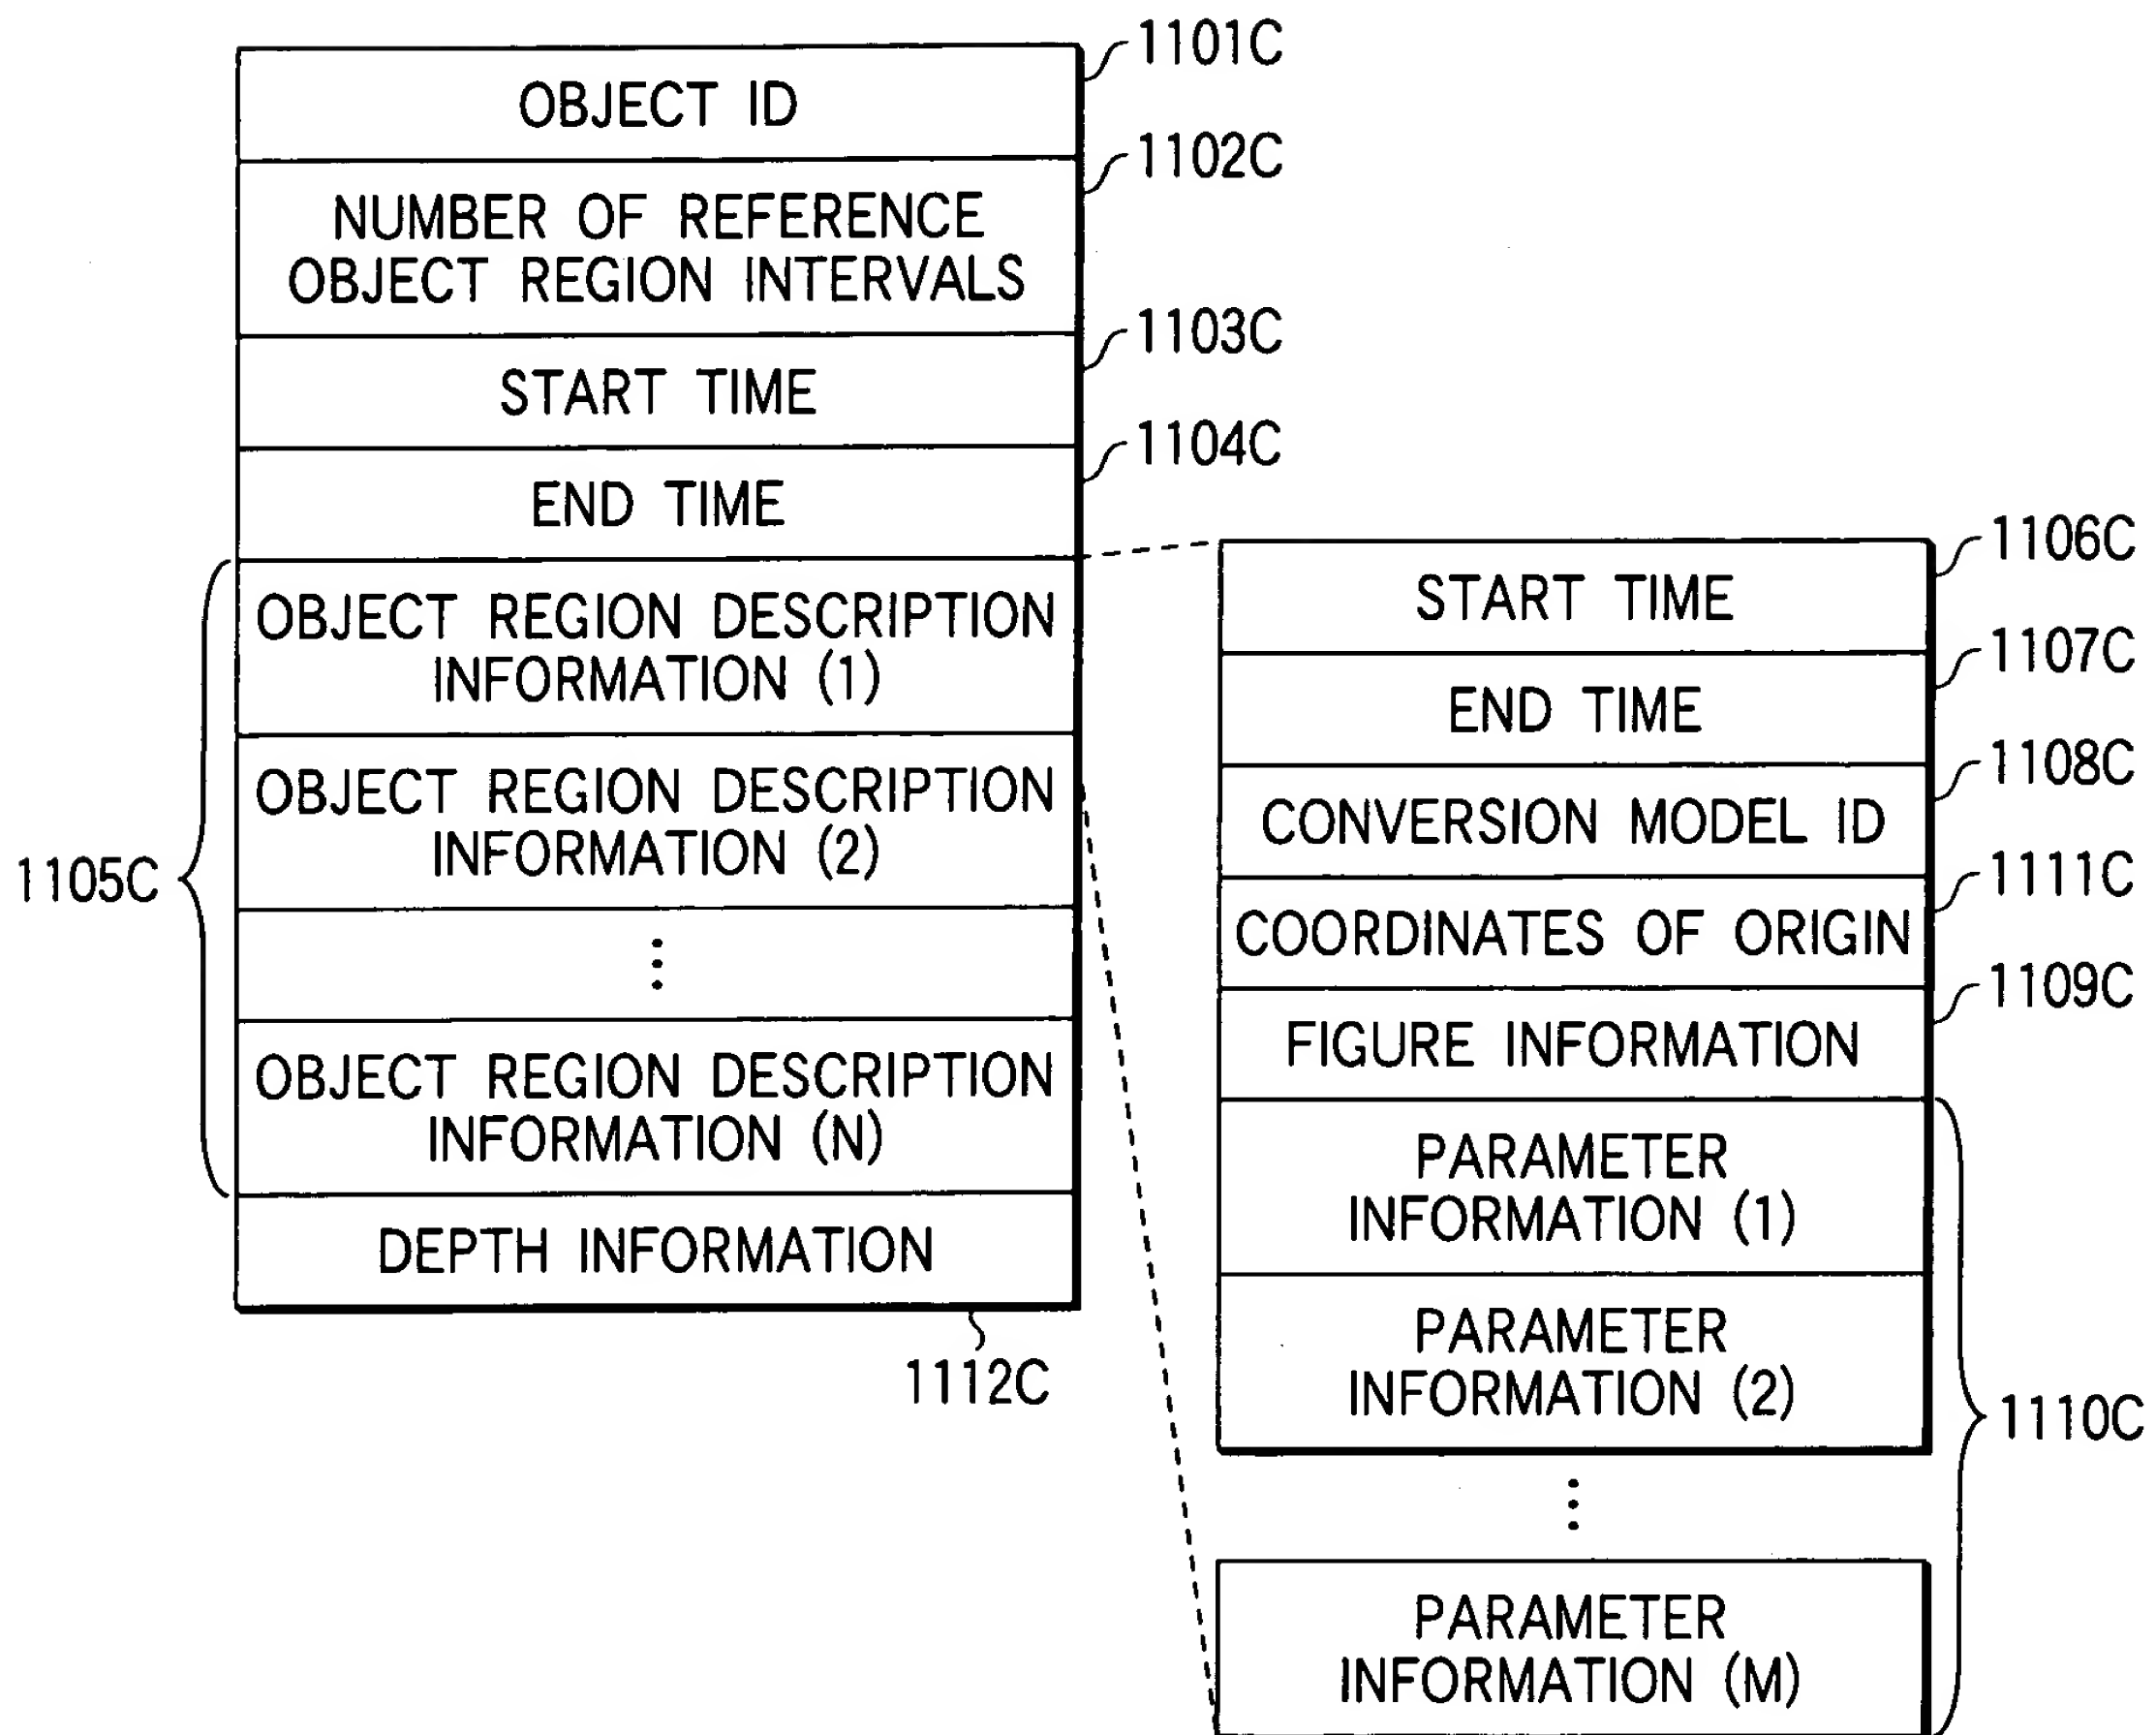 1101C
OBJECT ID
1102C
NUMBER OF REFERENCE
OBJECT REGION INTERVALS
1103C
START TIME
1104C
END TIME
1105C
OBJECT REGION DESCRIPTION
INFORMATION (1)
OBJECT REGION DESCRIPTION
INFORMATION (2)
⋮
OBJECT REGION DESCRIPTION
INFORMATION (N)
DEPTH INFORMATION
1112C
1106C
START TIME
1107C
END TIME
1108C
CONVERSION MODEL ID
1111C
COORDINATES OF ORIGIN
1109C
FIGURE INFORMATION
PARAMETER
INFORMATION (1)
PARAMETER
INFORMATION (2)
1110C
⋮
PARAMETER
INFORMATION (M)